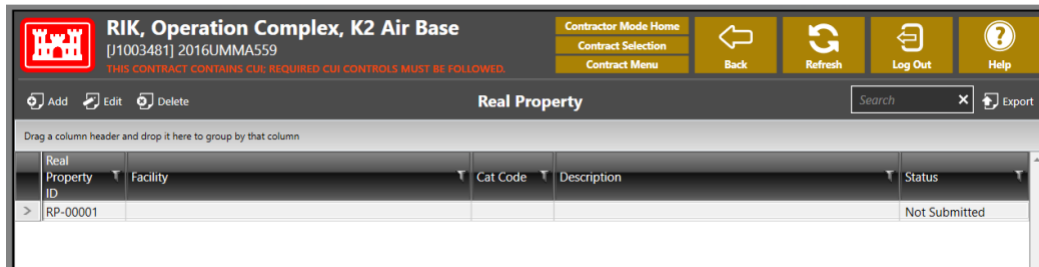 RIK, Operation Complex, K2 Air Base
[J1003481] 2016UMMA559
THIS CONTRACT CONTAINS CUI; REQUIRED CUI CONTROLS MUST BE FOLLOWED.
Contractor Mode Home
Contract Selection
Contract Menu
Back
Refresh
Log Out
? Help
Add Edit Delete
Real Property
Search
Export
Drag a column header and drop it here to group by that column
Real
Property
ID
Facility
Cat Code
Description
Status
RP-00001
Not Submitted